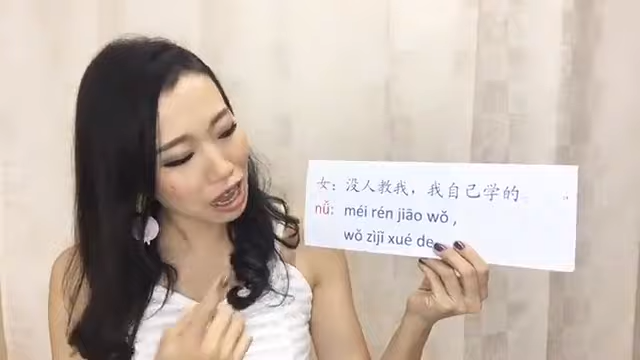 女：没人教我，我自己学的
nǚ: méi rén jiāo wǒ ,
wǒ zìjǐ xué de